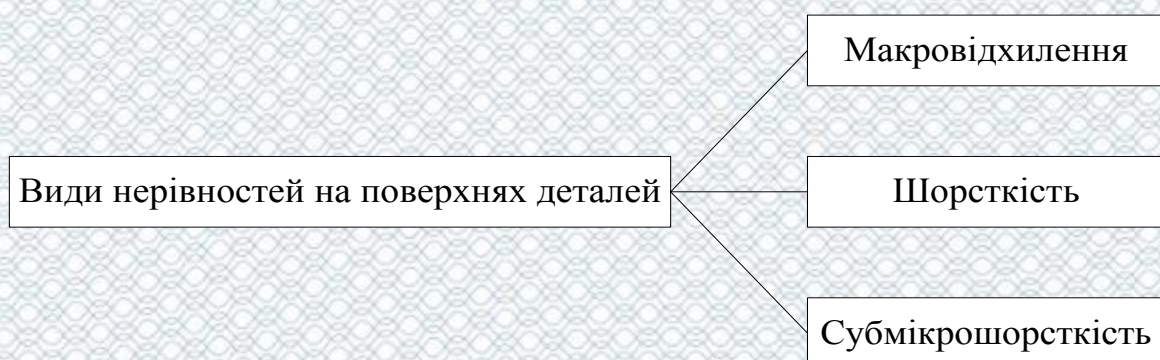 Макровідхилення
Види нерівностей на поверхнях деталей
Шорсткість
Субмікрошорсткість